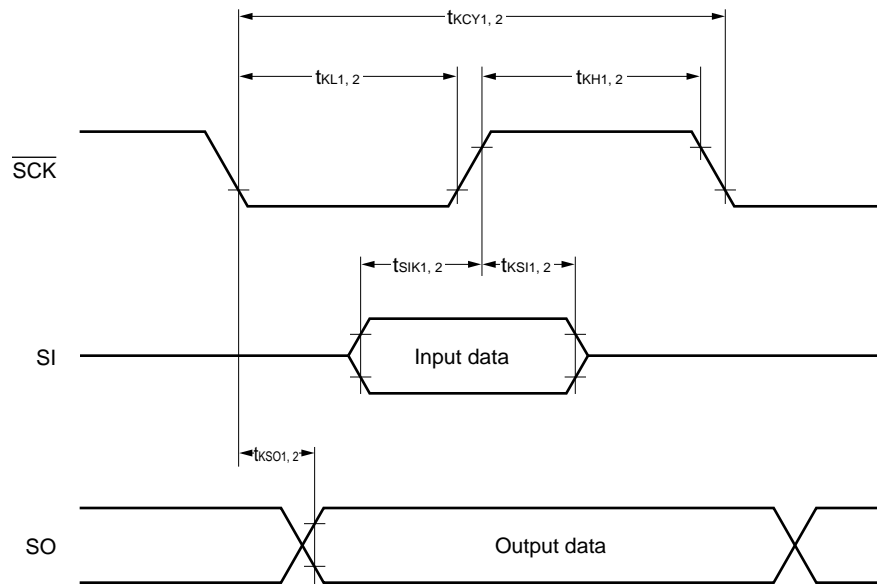 tKCY1, 2
tKL1, 2
tKH1, 2
SCK
tSIK1, 2
tKSI1, 2
SI
Input data
tKSO1, 2
SO
Output data